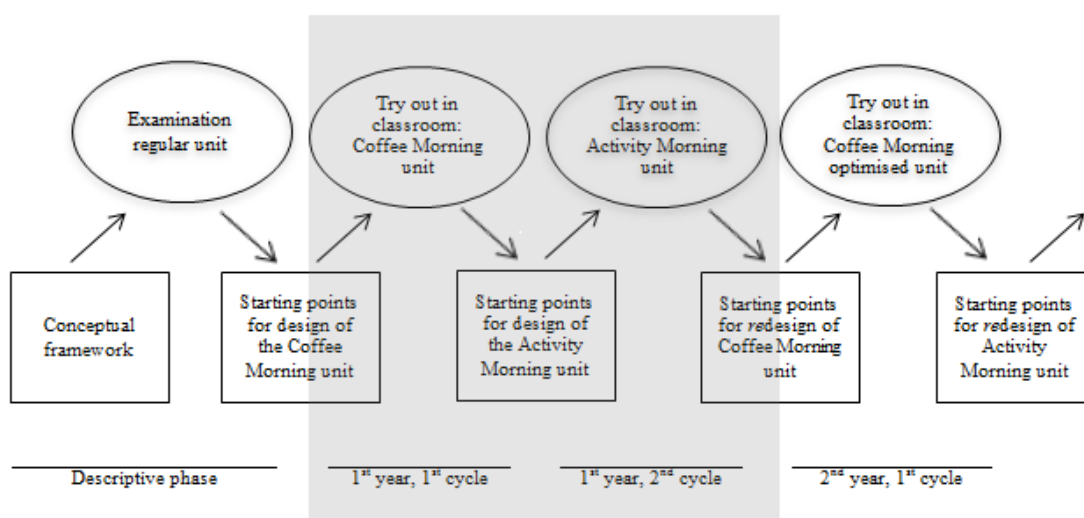 Examination
regular unit
Try out in
classroom:
Coffee Morning
unit
Try out in
classroom:
Activity Morning
unit
Try out in
classroom:
Coffee Morning
optimised unit
Conceptual
framework
Starting points
for design of
the Coffee
Morning unit
Starting points
for design of
the Activity
Morning unit
Starting points
for redesign of
Coffee Morning
unit
Starting points
for redesign of
Activity
Morning unit
Descriptive phase
1st year, 1st cycle
1st year, 2nd cycle
2nd year, 1st cycle